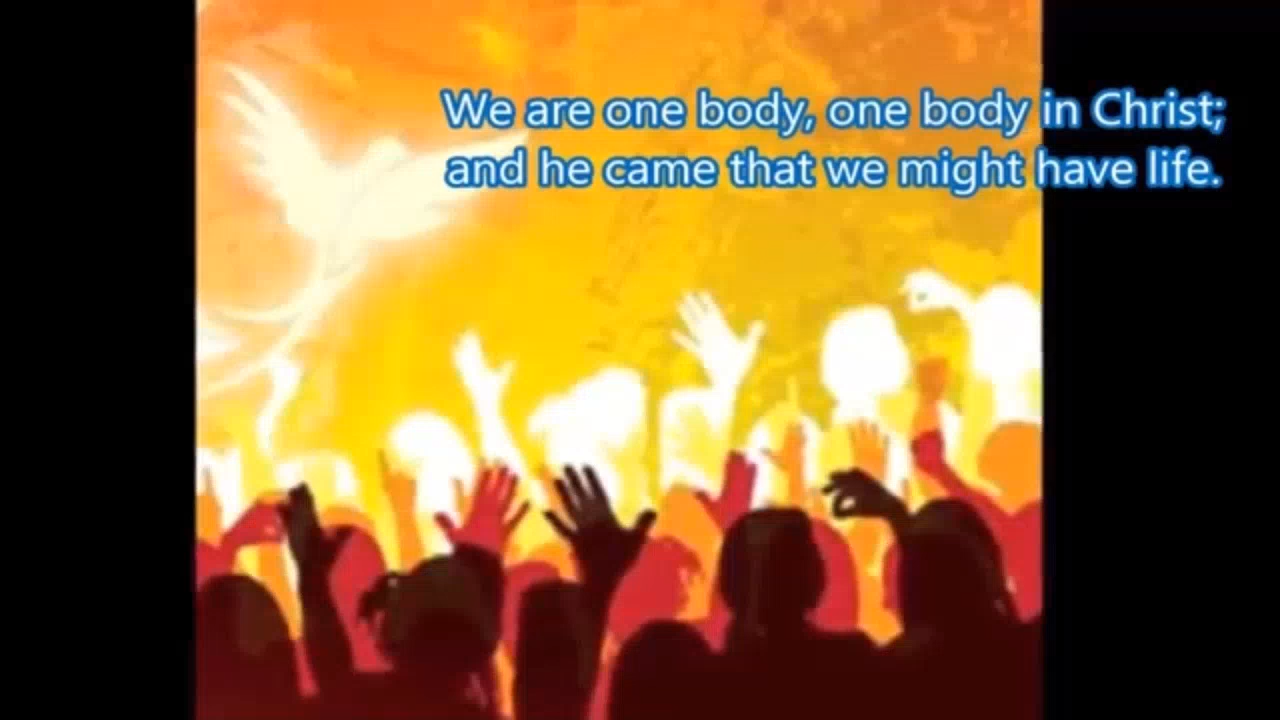 We are one body, one body in Christ;
and he came that we might have life.